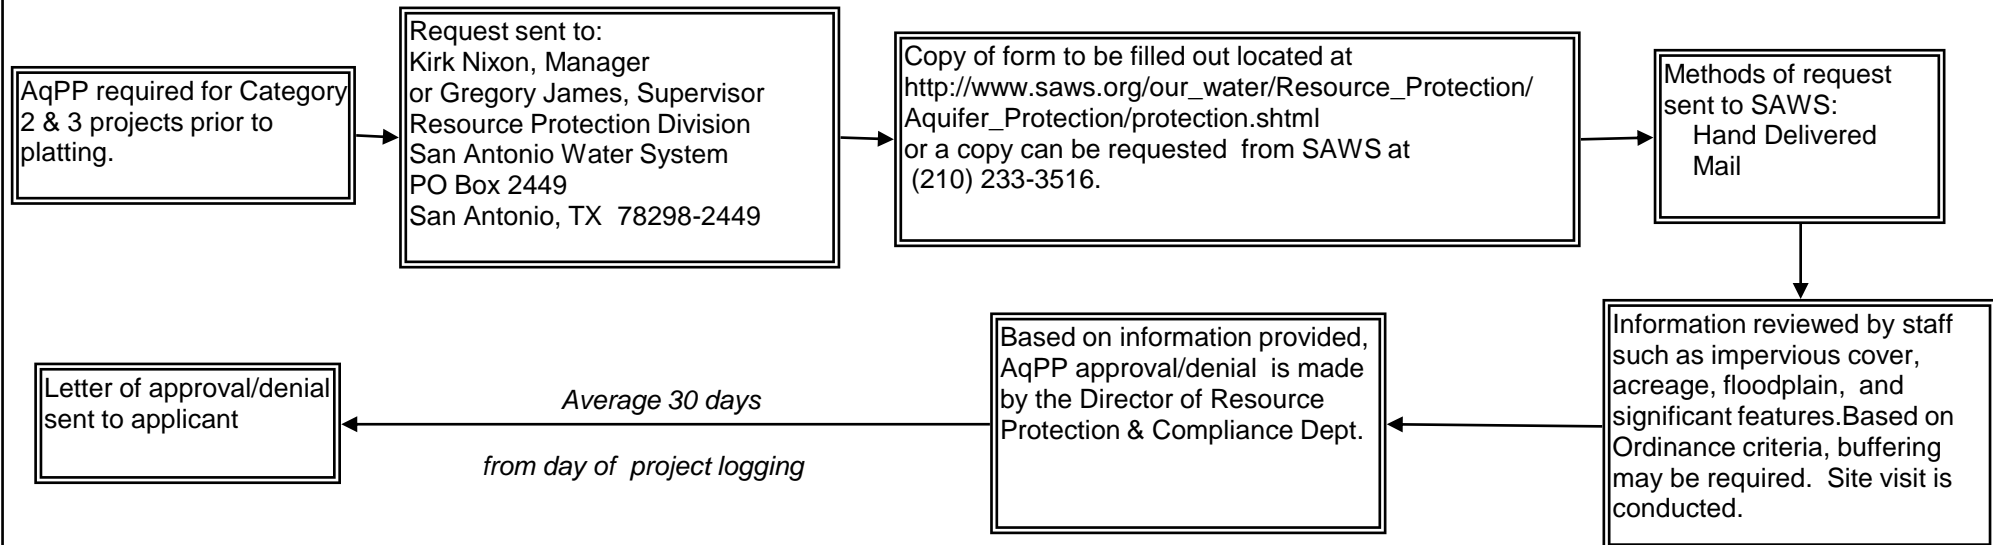 AqPP required for Category
2 & 3 projects prior to
platting.
Request sent to:
Kirk Nixon, Manager
or Gregory James, Supervisor
Resource Protection Division
San Antonio Water System
PO Box 2449
San Antonio, TX  78298-2449
Copy of form to be filled out located at
http://www.saws.org/our_water/Resource_Protection/
Aquifer_Protection/protection.shtml
or a copy can be requested  from SAWS at
(210) 233-3516.
Methods of request
sent to SAWS:
Hand Delivered
Mail
Information reviewed by staff
such as impervious cover,
acreage, floodplain,  and
significant features.Based on
Ordinance criteria, buffering
may be required.  Site visit is
conducted.
Based on information provided,
AqPP approval/denial  is made
by the Director of Resource
Protection & Compliance Dept.
Average 30 days
from day of  project logging
Letter of approval/denial
sent to applicant